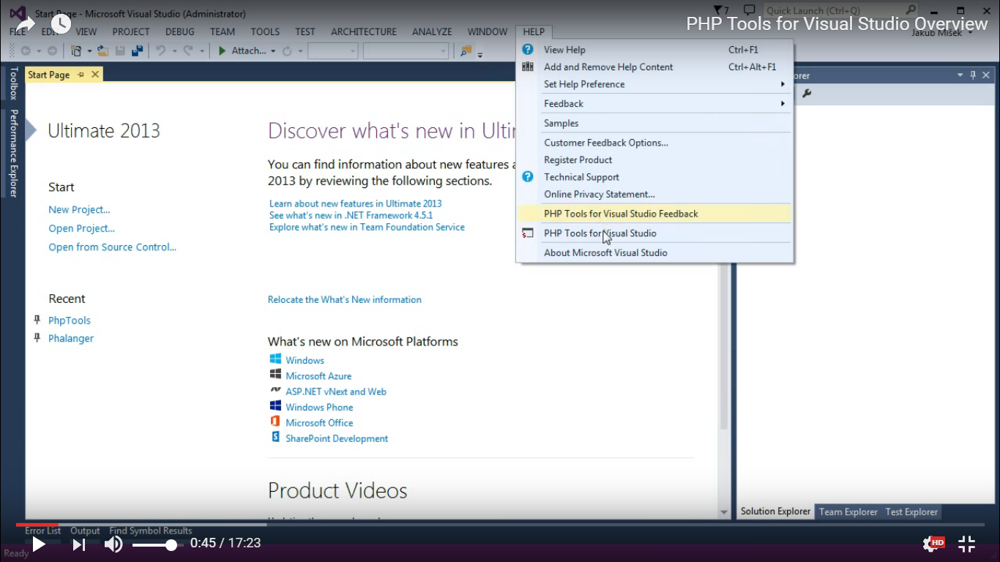 Start Page - Microsoft Visual Studio (Administrator)
7
Quick Launch (Ctrl+Q)
PHP Tools for Visual Studio Overview
FILE EDIT VIEW PROJECT DEBUG TEAM TOOLS TEST ARCHITECTURE ANALYZE WINDOW HELP
Jakub Míšek
Attach...
Toolbox
Performance Explorer
Start Page
Ultimate 2013
Start
New Project...
Open Project...
Open from Source Control...
Recent
PhpTools
Phalanger
Discover what's new in Ulti
You can find information about new features a
2013 by reviewing the following sections.
Learn about new features in Ultimate 2013
See what's new in .NET Framework 4.5.1
Explore what's new in Team Foundation Service
Relocate the What's New information
What's new on Microsoft Platforms
Windows
Microsoft Azure
ASP.NET vNext and Web
Windows Phone
Microsoft Office
SharePoint Development
Product Videos
View Help Ctrl+F1
Add and Remove Help Content Ctrl+Alt+F1
Set Help Preference
Feedback
Samples
Customer Feedback Options...
Register Product
Technical Support
Online Privacy Statement...
PHP Tools for Visual Studio Feedback
PHP Tools for Visual Studio
About Microsoft Visual Studio
orer
Solution Explorer Team Explorer Test Explorer
Error List Output Find Symbol Results
0:45 / 17:23
HD
Ready